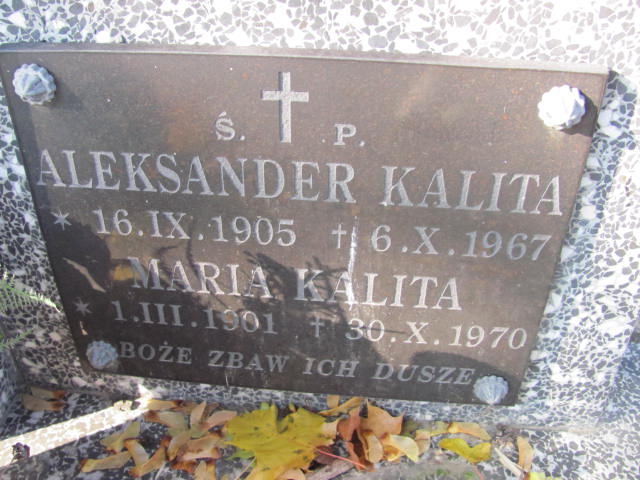 Ś. P.
ALEKSANDER KALITA
* 16.IX.1905 † 6.X.1967
MARIA KALITA
* 1.III.1901 † 30.X.1970
BOŻE ZBAW ICH DUSZE